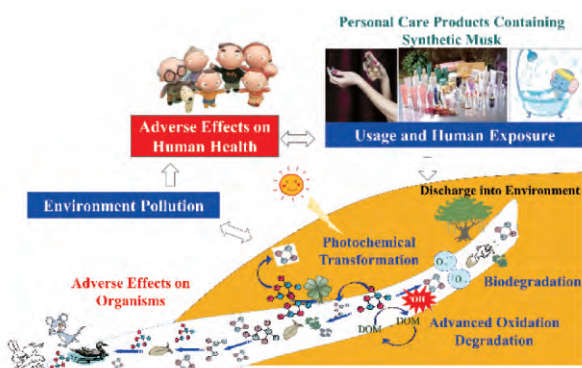 Personal Care Products Containing
Synthetic Musk
Adverse Effects on
Human Health
Usage and Human Exposure
Environment Pollution
Discharge into Environment
Photochemical
Transformation
Adverse Effects on
Organisms
Biodegradation
DOM
DOM
Advanced Oxidation
Degradation